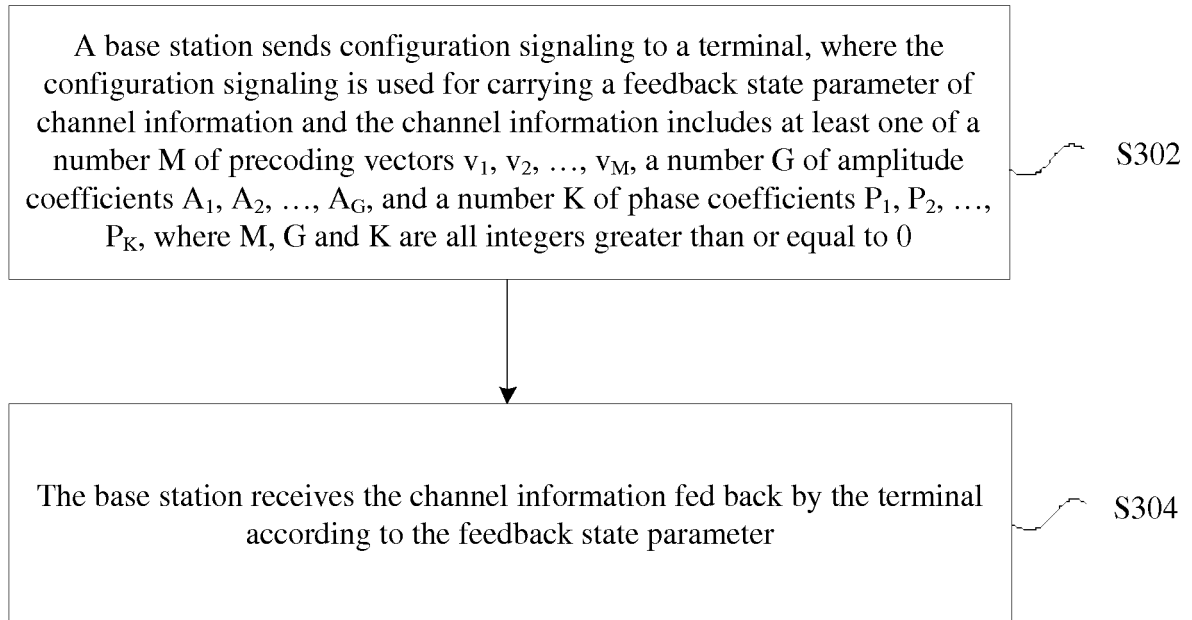 A base station sends configuration signaling to a terminal, where the
configuration signaling is used for carrying a feedback state parameter of
channel information and the channel information includes at least one of a
number M of precoding vectors v₁, v₂, …, v_M, a number G of amplitude
coefficients A₁, A₂, …, A_G, and a number K of phase coefficients P₁, P₂, …,
P_K, where M, G and K are all integers greater than or equal to 0
S302
The base station receives the channel information fed back by the terminal
according to the feedback state parameter
S304